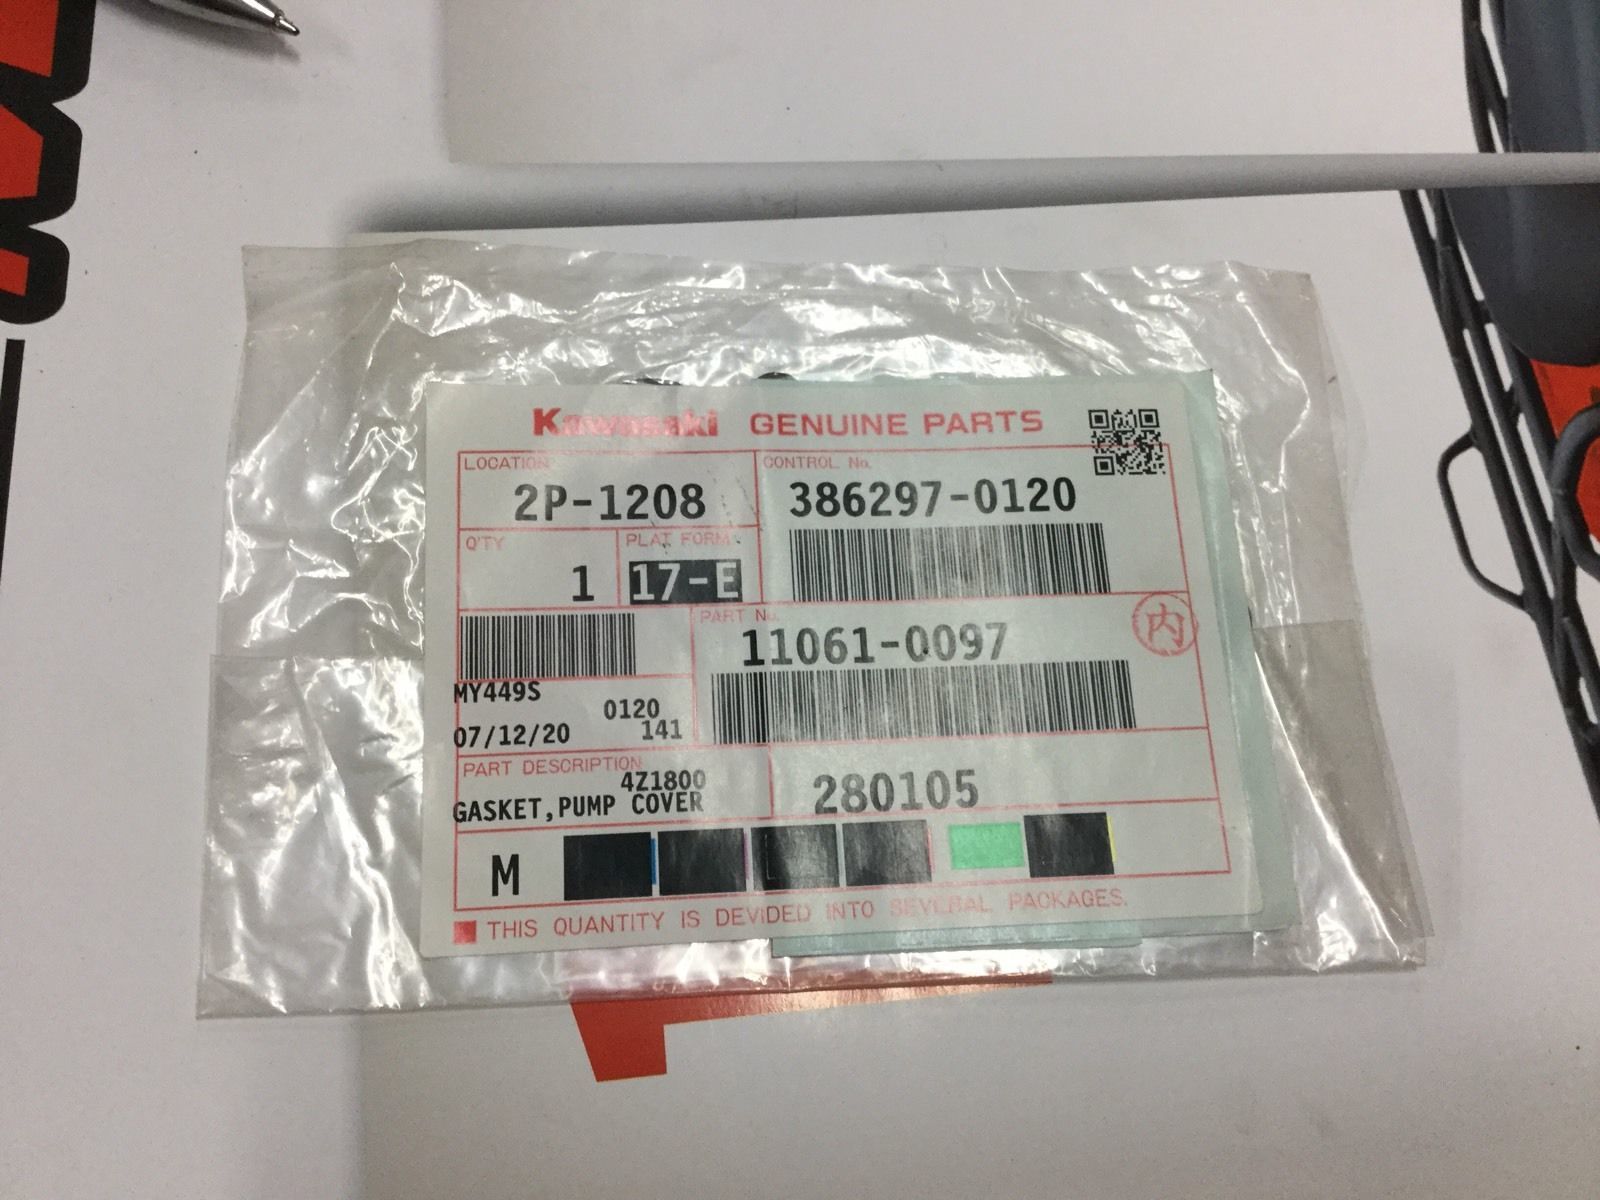 Kawasaki GENUINE PARTS
LOCATION
2P-1208
CONTROL No.
386297-0120
Q'TY
1
PLAT FORM
17-E
PART No.
11061-0097
内
MY449S
0120
07/12/20 141
PART DESCRIPTION
4Z1800
GASKET,PUMP COVER
280105
M
THIS QUANTITY IS DEVIDED INTO SEVERAL PACKAGES.